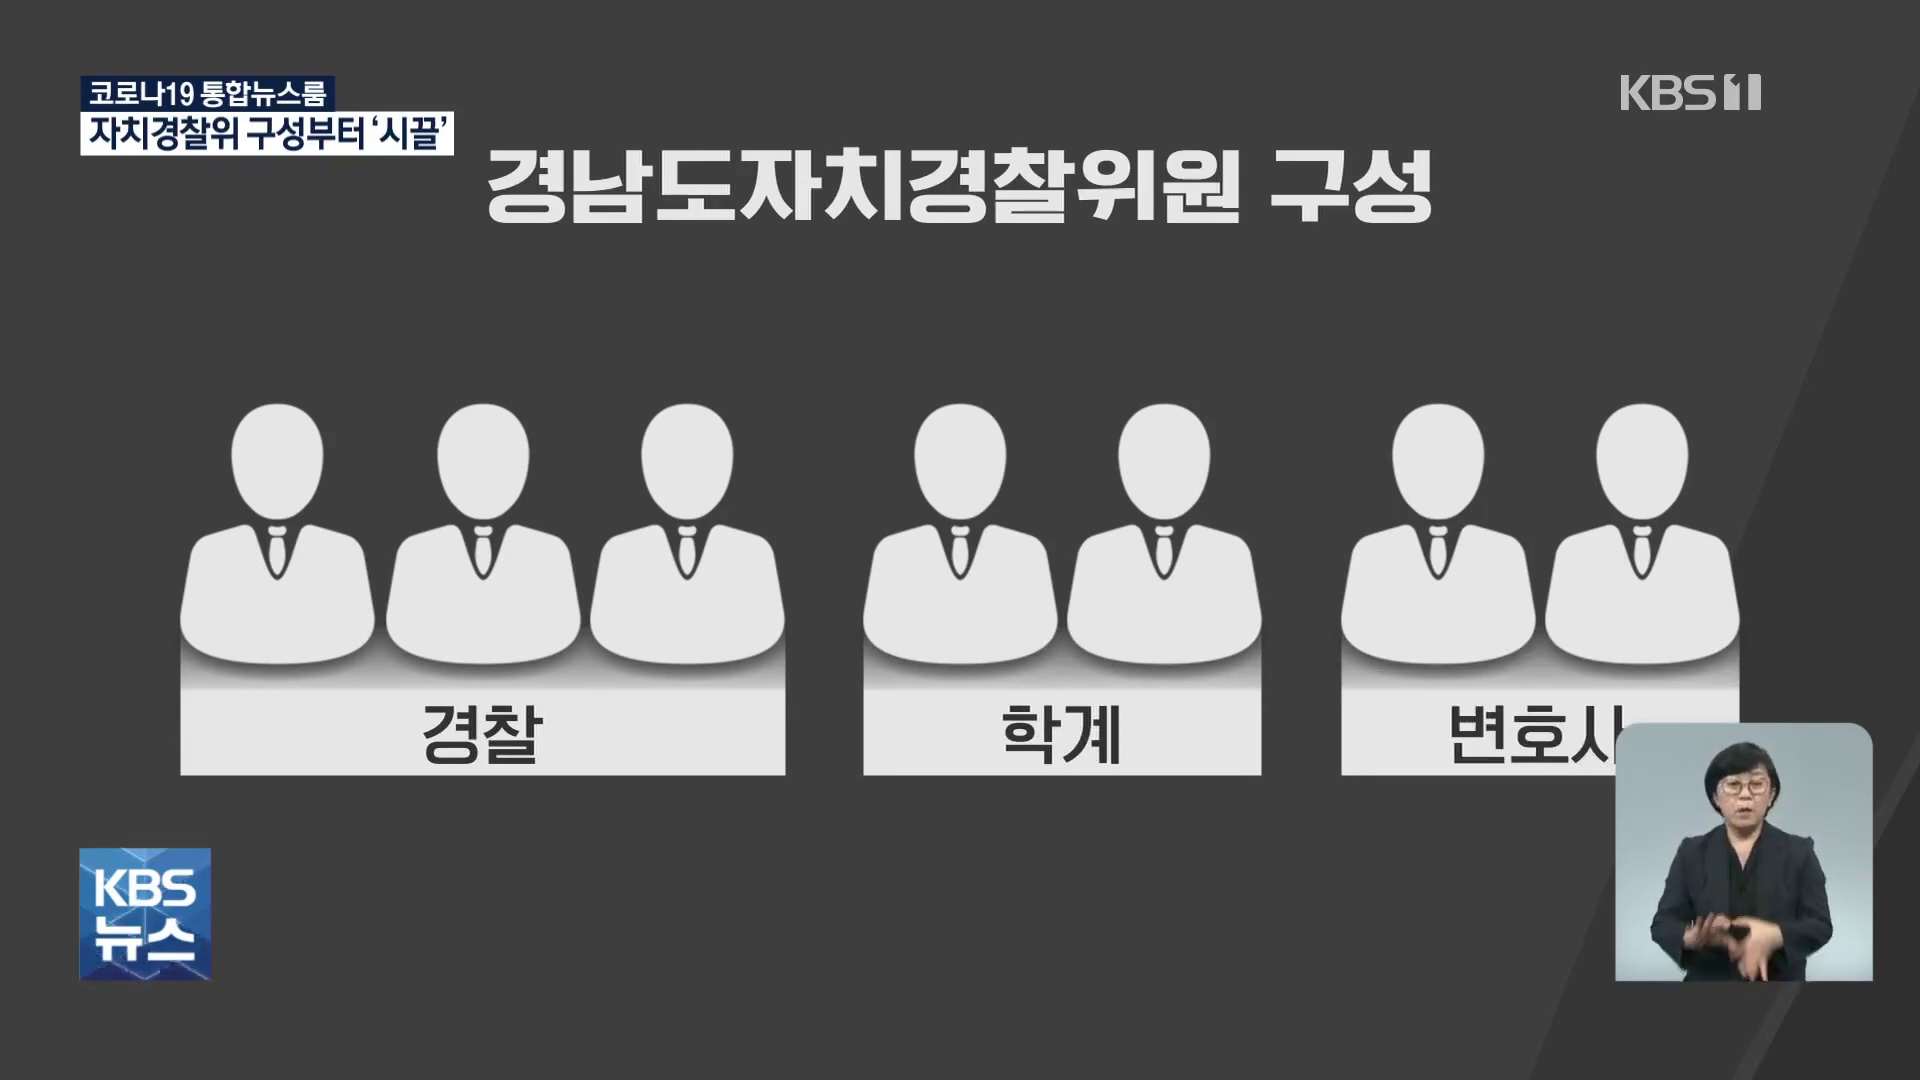 코로나19 통합뉴스룸
자치경찰위 구성부터 ‘시끌’
KBS 1
경남도자치경찰위원 구성
경찰
학계
변호사
KBS
뉴스